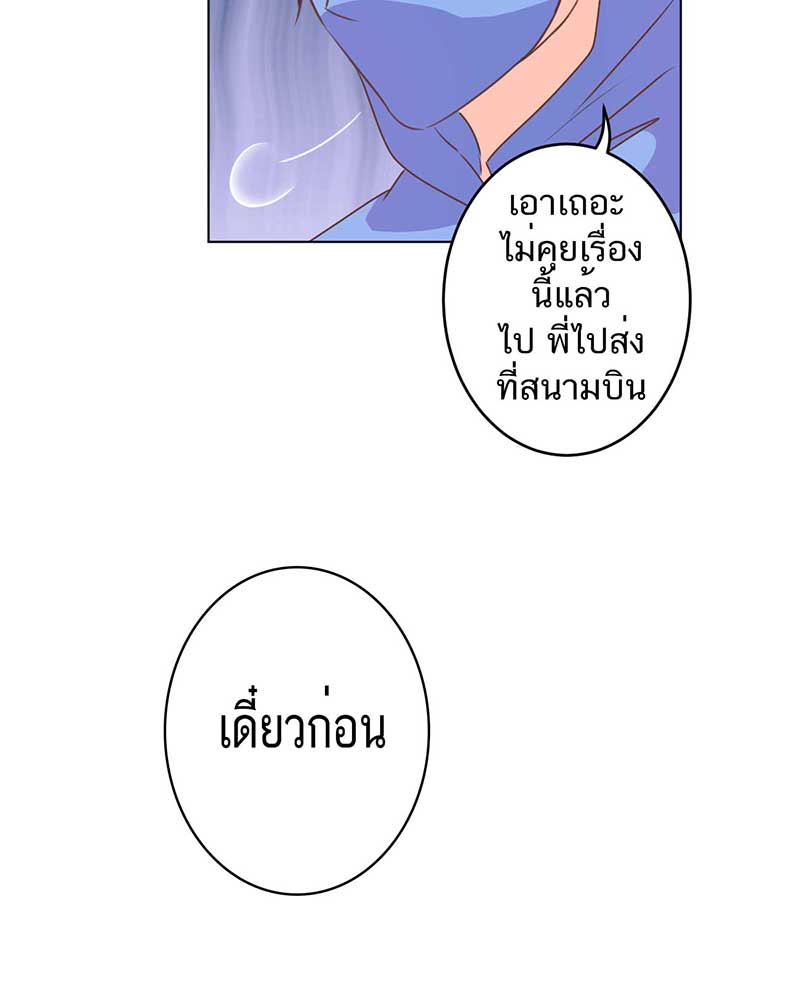 เอาเถอะ
ไม่คุยเรื่อง
นี้แล้ว
ไป พี่ไปส่ง
ที่สนามบิน
เดี๋ยวก่อน